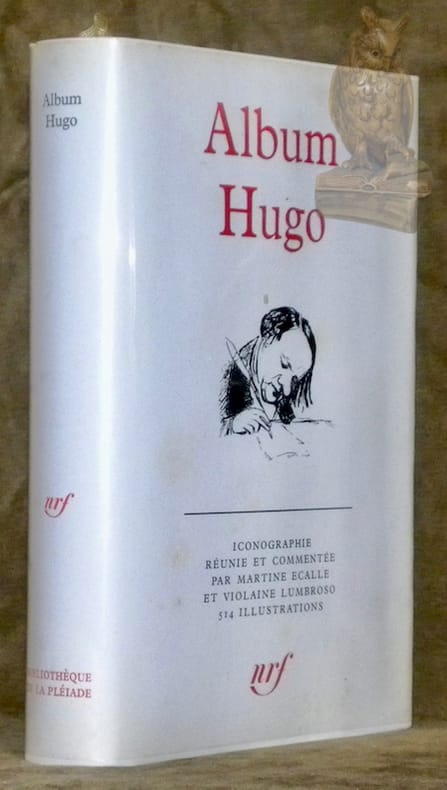 Album
Hugo
nrf
BIBLIOTHÈQUE
LA PLÉIADE
Album
Hugo
ICONOGRAPHIE
RÉUNIE ET COMMENTÉE
PAR MARTINE ECALLE
ET VIOLAINE LUMBROSO
514 ILLUSTRATIONS
nrf